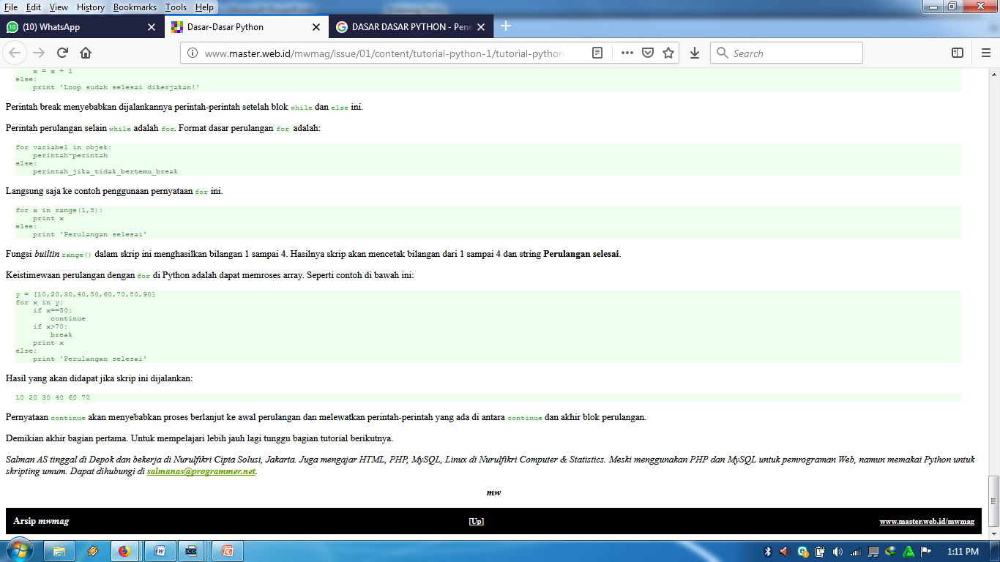 File Edit View History Bookmarks Tools Help
(10) WhatsApp
Dasar-Dasar Python
DASAR DASAR PYTHON - Pene
www.master.web.id/mwmag/issue/01/content/tutorial-python-1/tutorial-python
Search
x = x + 1
else:
print 'Loop sudah selesai dikerjakan!'
Perintah break menyebabkan dijalankannya perintah-perintah setelah blok while dan else ini.
Perintah perulangan selain while adalah for. Format dasar perulangan for adalah:
for variabel in objek:
perintah-perintah
else:
perintah_jika_tidak_bertemu_break
Langsung saja ke contoh penggunaan pernyataan for ini.
for x in range(1,5):
print x
else:
print 'Perulangan selesai'
Fungsi builtin range() dalam skrip ini menghasilkan bilangan 1 sampai 4. Hasilnya skrip akan mencetak bilangan dari 1 sampai 4 dan string Perulangan selesai.
Keistimewaan perulangan dengan for di Python adalah dapat memroses array. Seperti contoh di bawah ini:
y = [10,20,30,40,50,60,70,80,90]
for x in y:
if x==50:
continue
if x>70:
break
print x
else:
print 'Perulangan selesai'
Hasil yang akan didapat jika skrip ini dijalankan:
10 20 30 40 60 70
Pernyataan continue akan menyebabkan proses berlanjut ke awal perulangan dan melewatkan perintah-perintah yang ada di antara continue dan akhir blok perulangan.
Demikian akhir bagian pertama. Untuk mempelajari lebih jauh lagi tunggu bagian tutorial berikutnya.
Salman AS tinggal di Depok dan bekerja di Nurulfikri Cipta Solusi, Jakarta. Juga mengajar HTML, PHP, MySQL, Linux di Nurulfikri Computer & Statistics. Meski menggunakan PHP dan MySQL untuk pemrograman Web, namun memakai Python untuk
skripting umum. Dapat dihubungi di salmanas@programmer.net.
mw
Arsip mwmag [Up] www.master.web.id/mwmag
1:11 PM